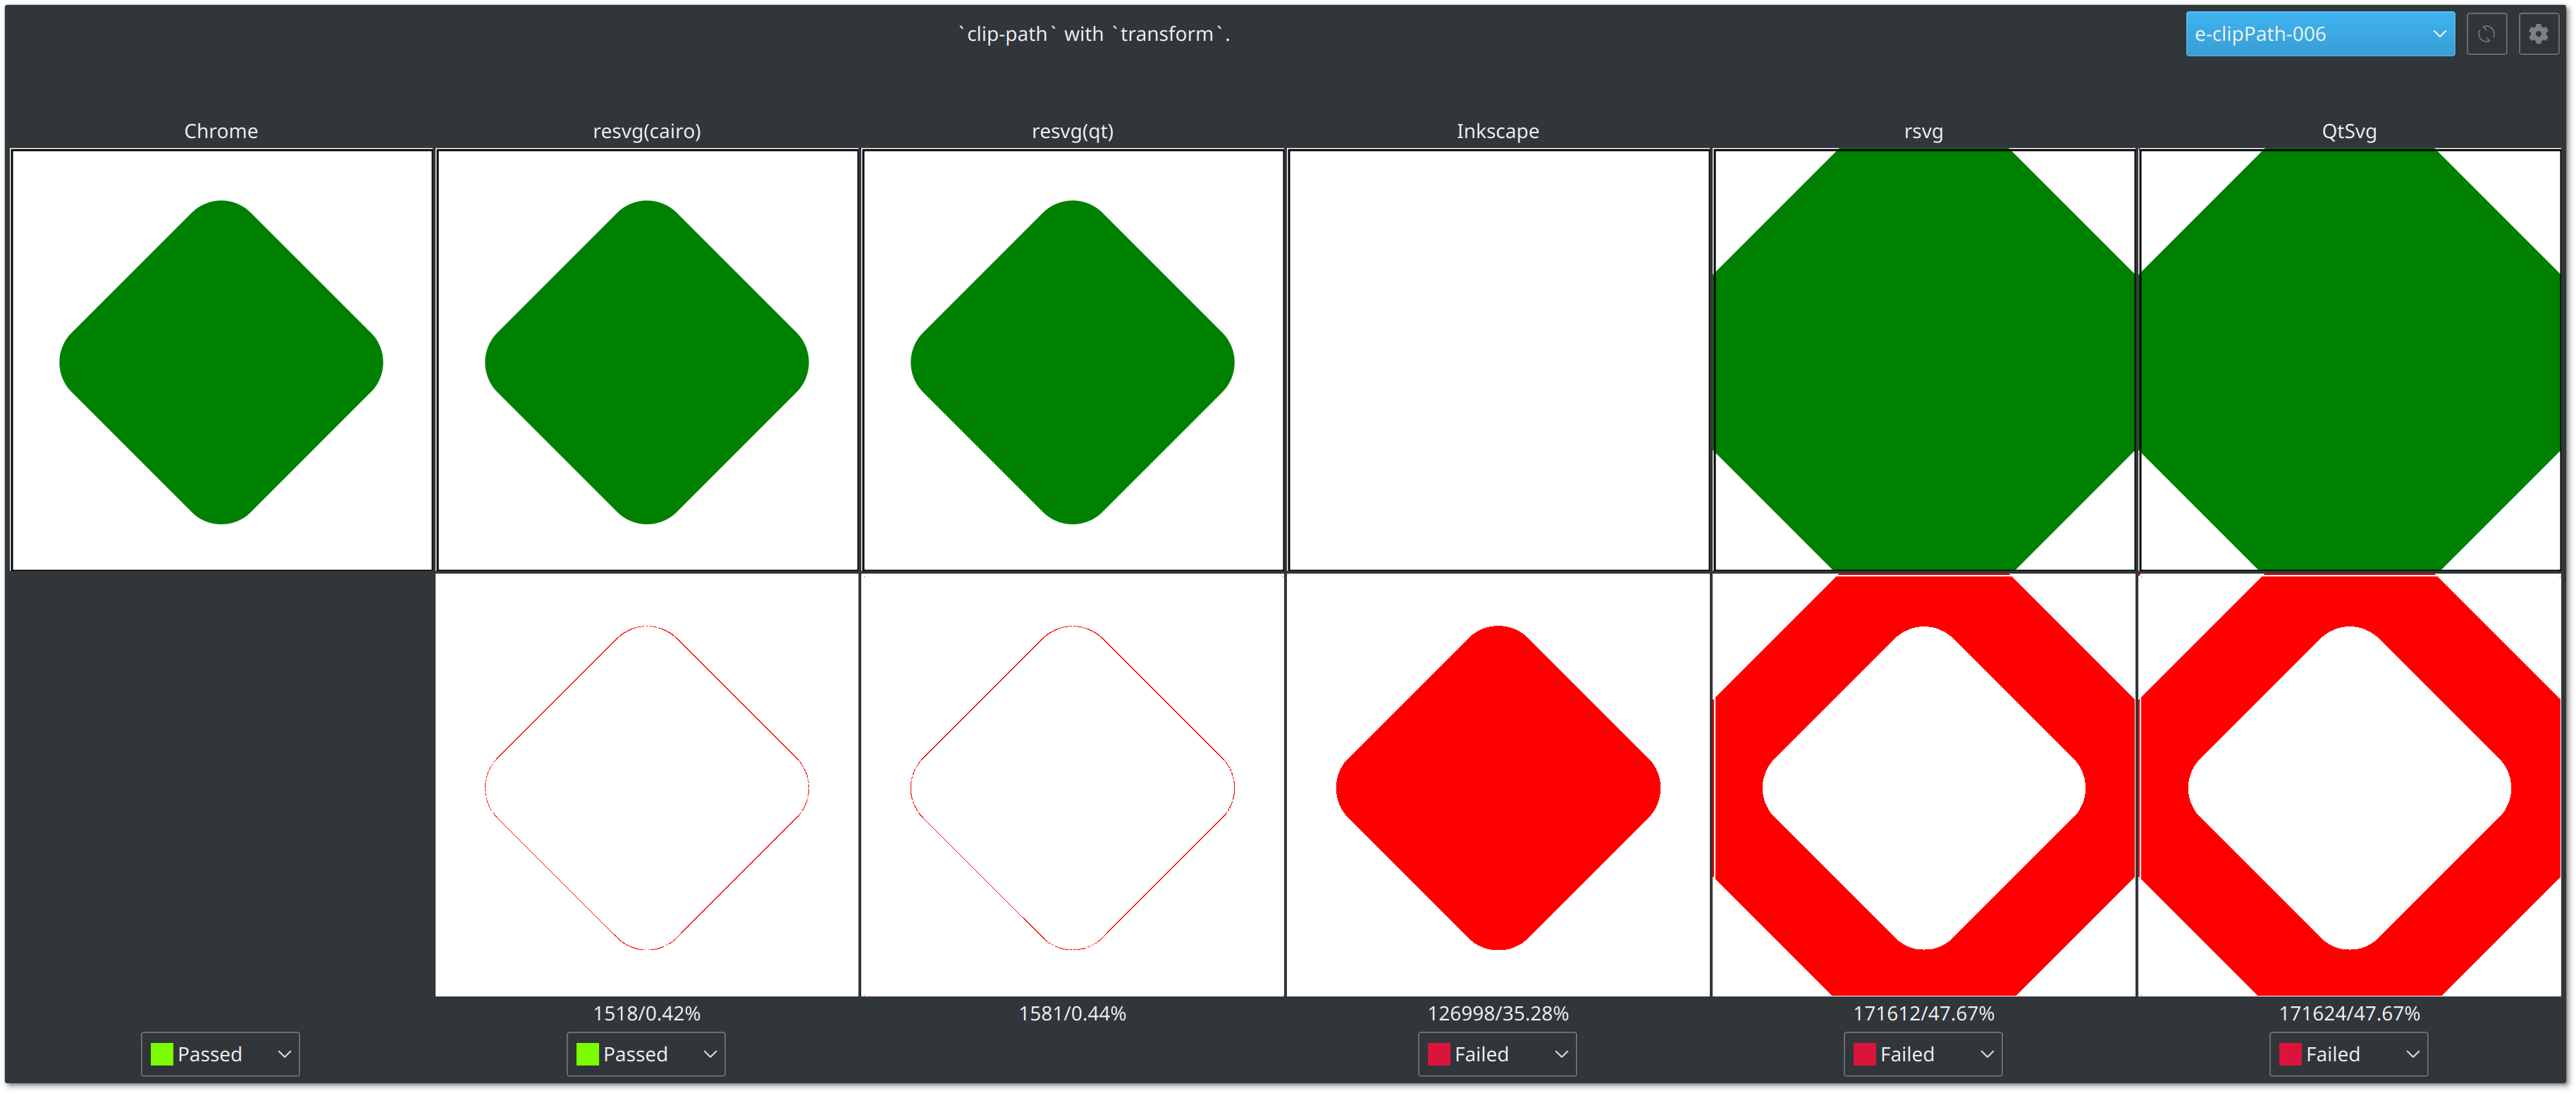 `clip-path` with `transform`.
e-clipPath-006
Chrome
resvg(cairo)
resvg(qt)
Inkscape
rsvg
QtSvg
1518/0.42%
1581/0.44%
126998/35.28%
171612/47.67%
171624/47.67%
Passed
Passed
Failed
Failed
Failed